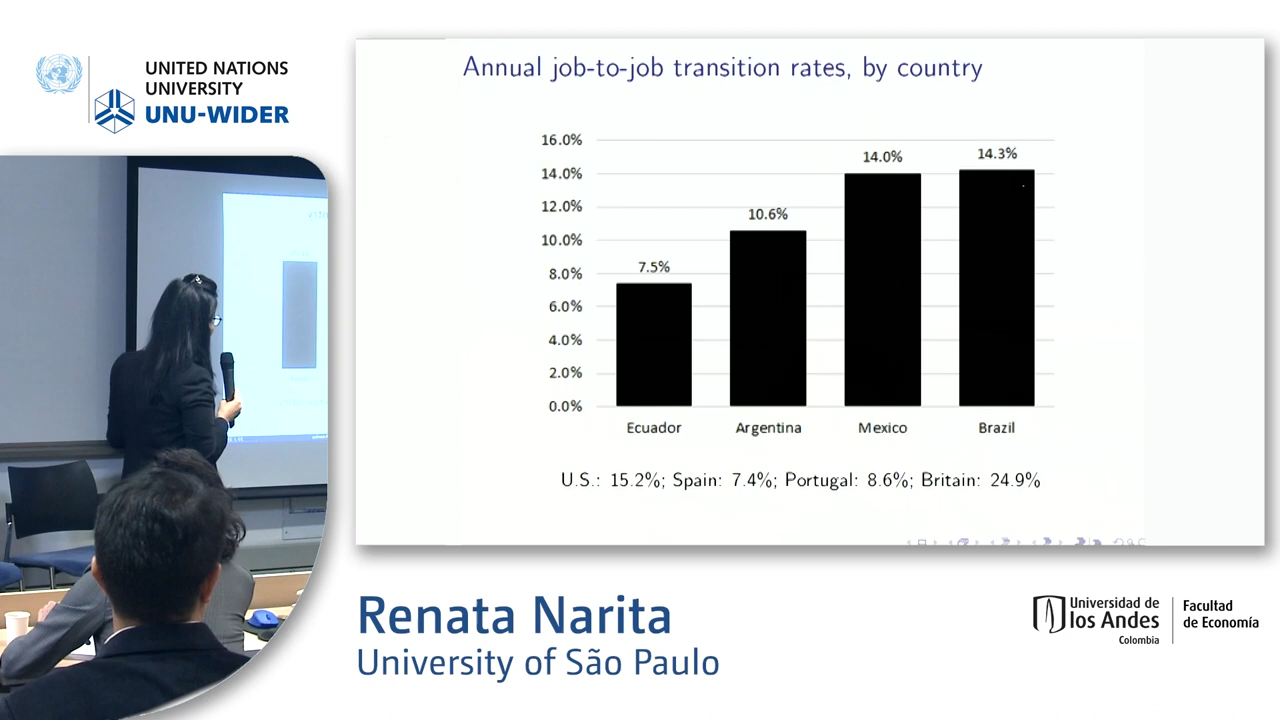 UNITED NATIONS
UNIVERSITY
UNU-WIDER
Annual job-to-job transition rates, by country
16.0%
14.0%
12.0%
10.0%
8.0%
6.0%
4.0%
2.0%
0.0%
7.5%
10.6%
14.0%
14.3%
Ecuador
Argentina
Mexico
Brazil
U.S.: 15.2%; Spain: 7.4%; Portugal: 8.6%; Britain: 24.9%
Renata Narita
University of São Paulo
Universidad de
los Andes
Colombia
Facultad
de Economía